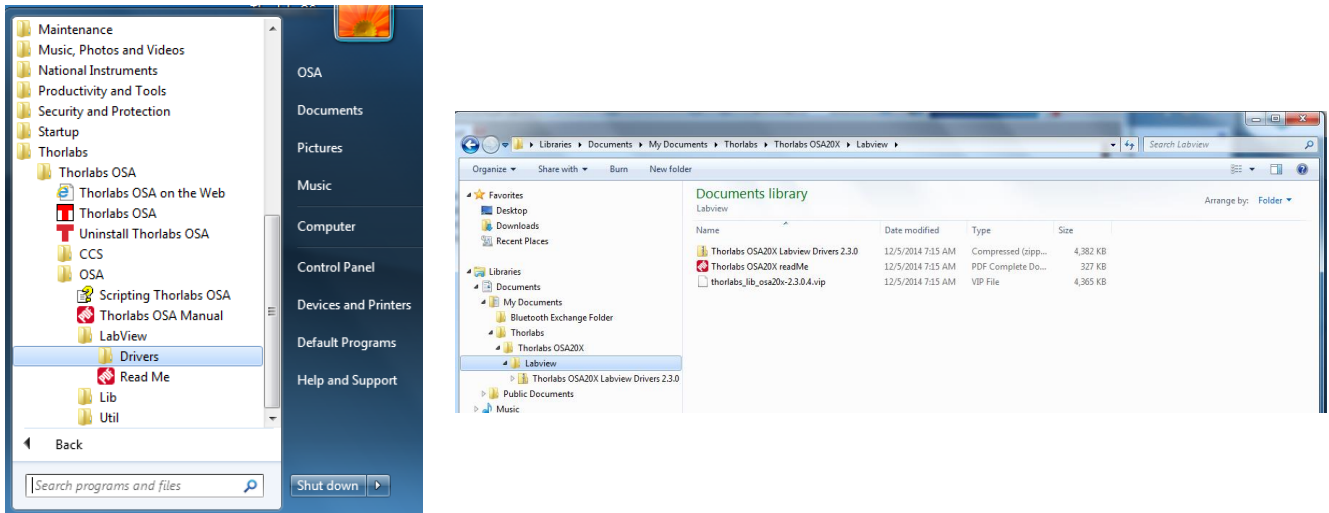 Maintenance
Music, Photos and Videos
National Instruments
Productivity and Tools
Security and Protection
Startup
Thorlabs
Thorlabs OSA
Thorlabs OSA on the Web
Thorlabs OSA
Uninstall Thorlabs OSA
CCS
OSA
Scripting Thorlabs OSA
Thorlabs OSA Manual
LabView
Drivers
Read Me
Lib
Util
Back
Search programs and files
OSA
Documents
Pictures
Music
Computer
Control Panel
Devices and Printers
Default Programs
Help and Support
Shut down
Libraries Documents My Documents Thorlabs Thorlabs OSA20X Labview
Search Labview
Organize Share with Burn New folder
Favorites
Desktop
Downloads
Recent Places
Libraries
Documents
My Documents
Bluetooth Exchange Folder
Thorlabs
Thorlabs OSA20X
Labview
Thorlabs OSA20X Labview Drivers 2.3.0
Public Documents
Music
Documents library
Labview
Arrange by: Folder
Name Date modified Type Size
Thorlabs OSA20X Labview Drivers 2.3.0 12/5/2014 7:15 AM Compressed (zipp... 4,382 KB
Thorlabs OSA20X readMe 12/5/2014 7:15 AM PDF Complete Do... 327 KB
thorlabs_lib_osa20x-2.3.0.4.vip 12/5/2014 7:15 AM VIP File 4,365 KB